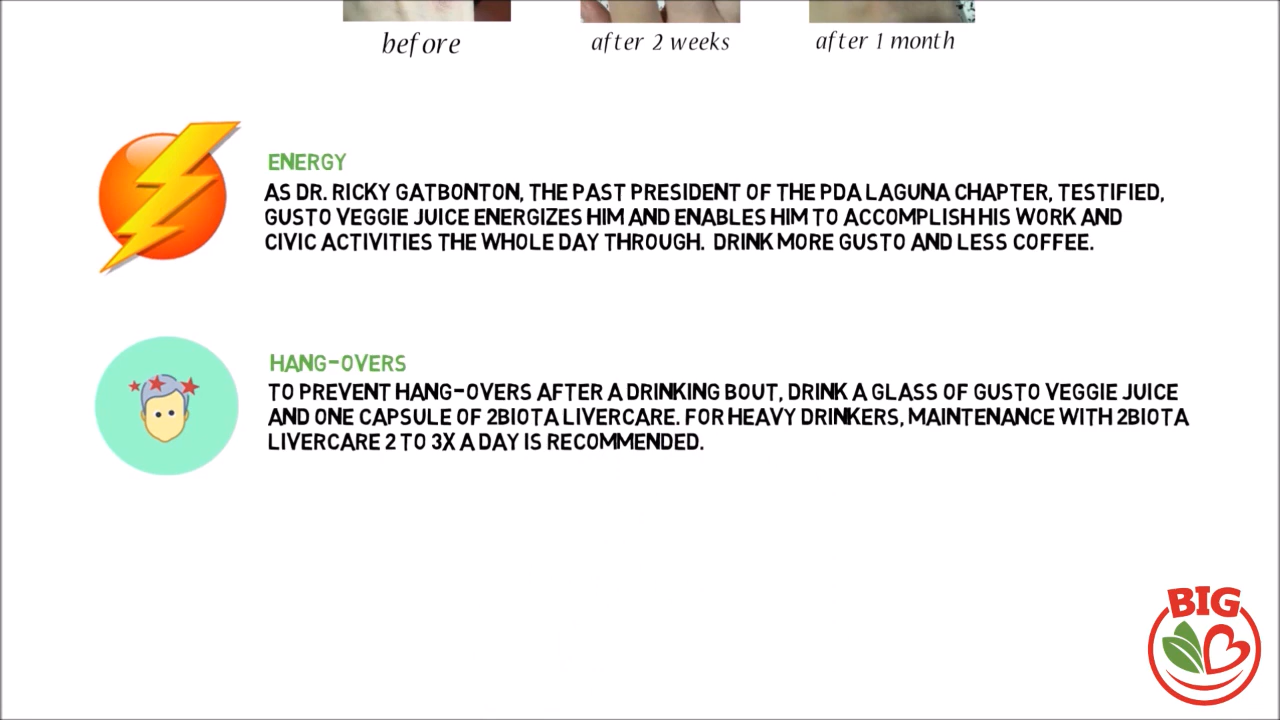 before after 2 weeks after 1 month
ENERGY
AS DR. RICKY GATBONTON, THE PAST PRESIDENT OF THE PDA LAGUNA CHAPTER, TESTIFIED,
GUSTO VEGGIE JUICE ENERGIZES HIM AND ENABLES HIM TO ACCOMPLISH HIS WORK AND
CIVIC ACTIVITIES THE WHOLE DAY THROUGH. DRINK MORE GUSTO AND LESS COFFEE.
HANG-OVERS
TO PREVENT HANG-OVERS AFTER A DRINKING BOUT, DRINK A GLASS OF GUSTO VEGGIE JUICE
AND ONE CAPSULE OF 2BIOTA LIVERCARE. FOR HEAVY DRINKERS, MAINTENANCE WITH 2BIOTA
LIVERCARE 2 TO 3X A DAY IS RECOMMENDED.
BIG